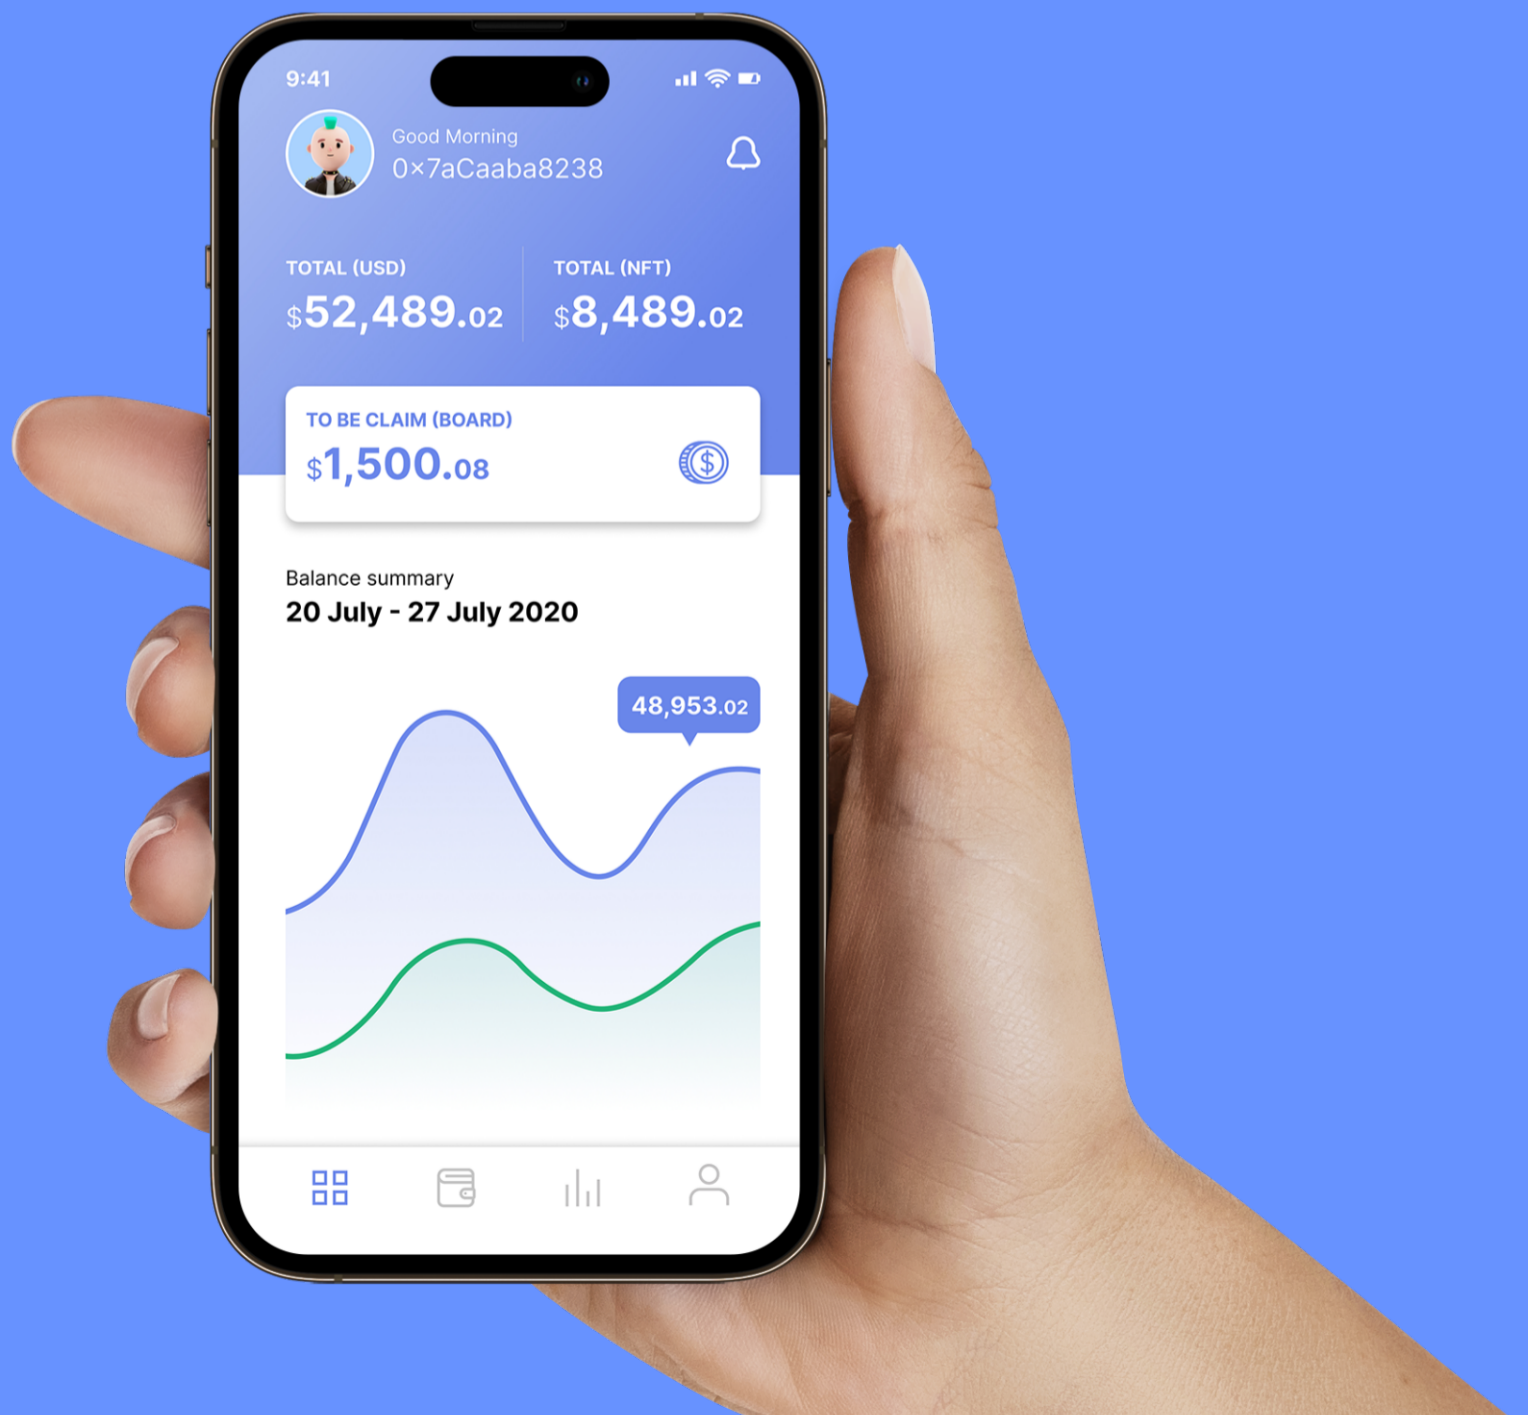 9:41
Good Morning
0×7aCaaba8238
TOTAL (USD)
$52,489.02
TOTAL (NFT)
$8,489.02
TO BE CLAIM (BOARD)
$1,500.08
Balance summary
20 July - 27 July 2020
48,953.02